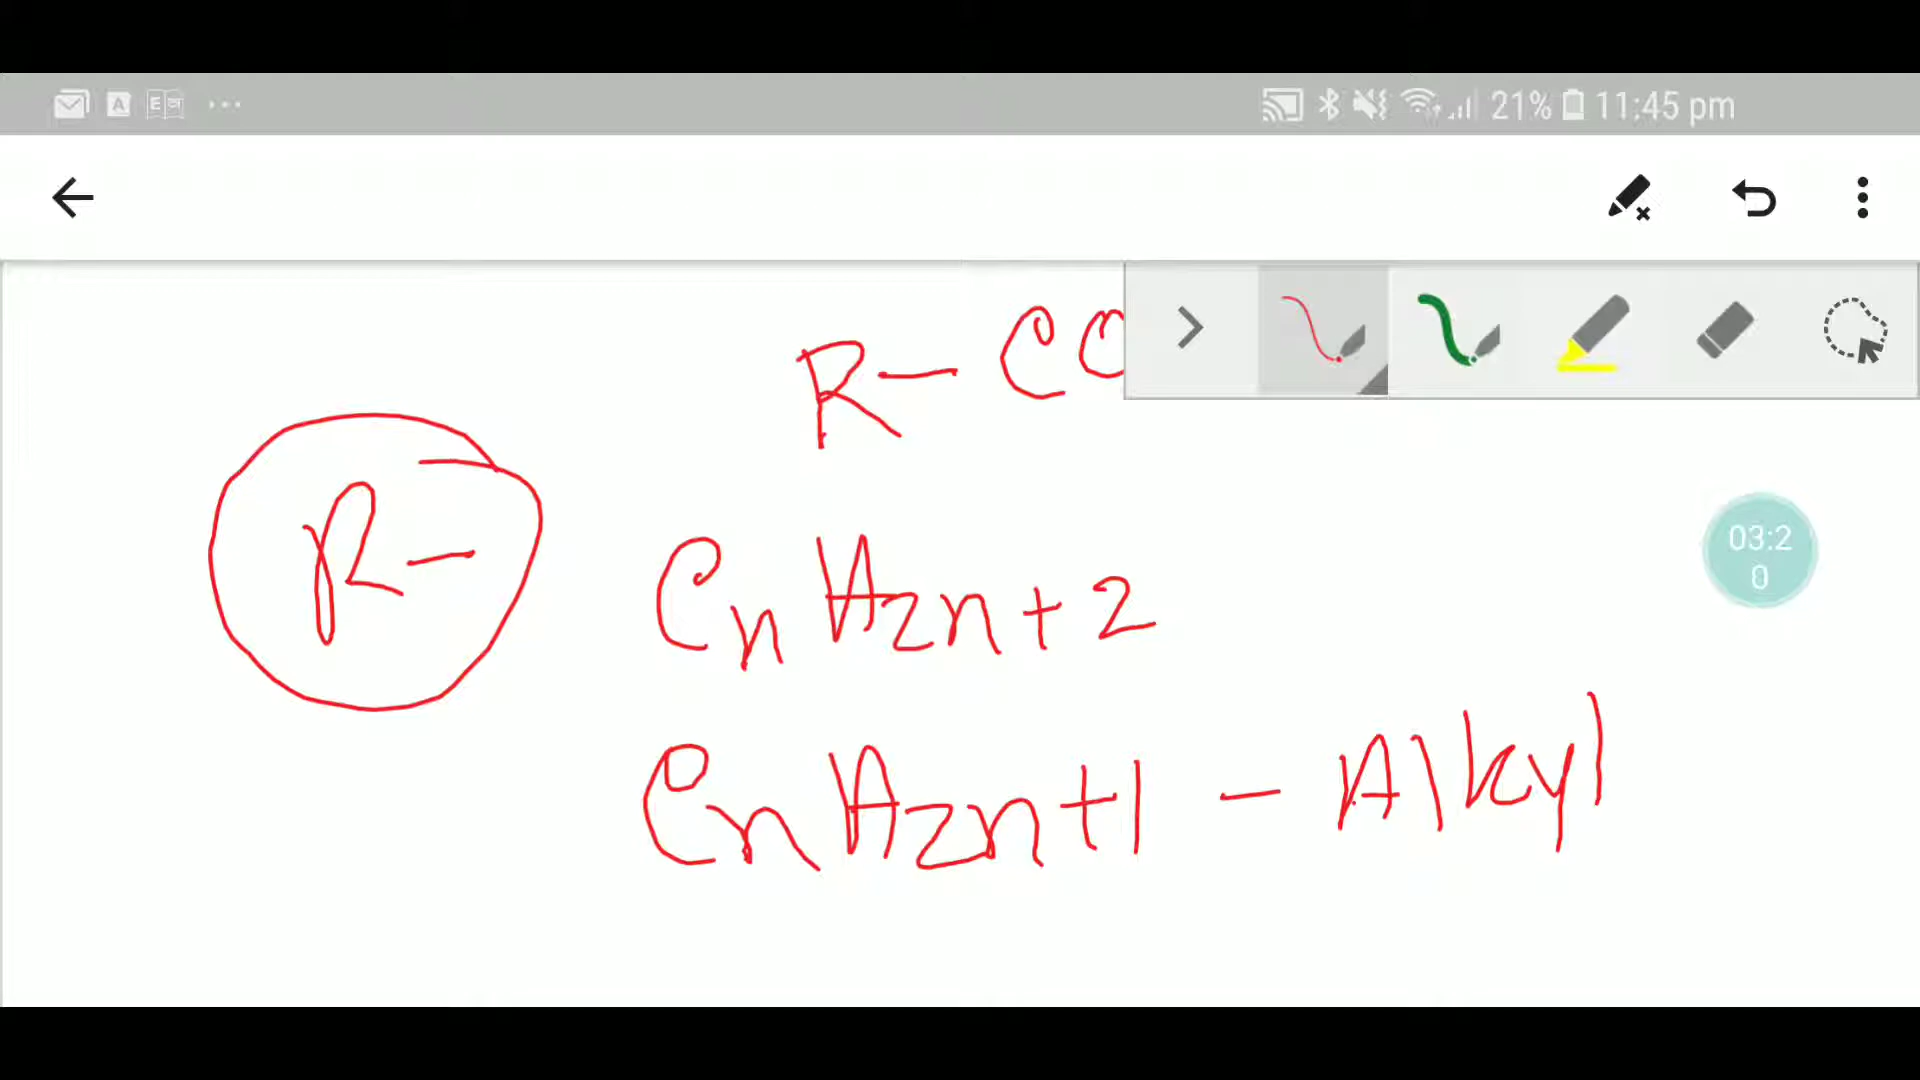 21% 11:45 pm
R - CO
R -
CnH2n+2
03:2
0
CnH2n+1 - Alkyl